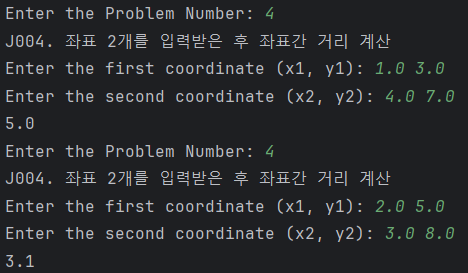 Enter the Problem Number: 4
J004. 좌표 2개를 입력받은 후 좌표간 거리 계산
Enter the first coordinate (x1, y1): 1.0 3.0
Enter the second coordinate (x2, y2): 4.0 7.0
5.0
Enter the Problem Number: 4
J004. 좌표 2개를 입력받은 후 좌표간 거리 계산
Enter the first coordinate (x1, y1): 2.0 5.0
Enter the second coordinate (x2, y2): 3.0 8.0
3.1